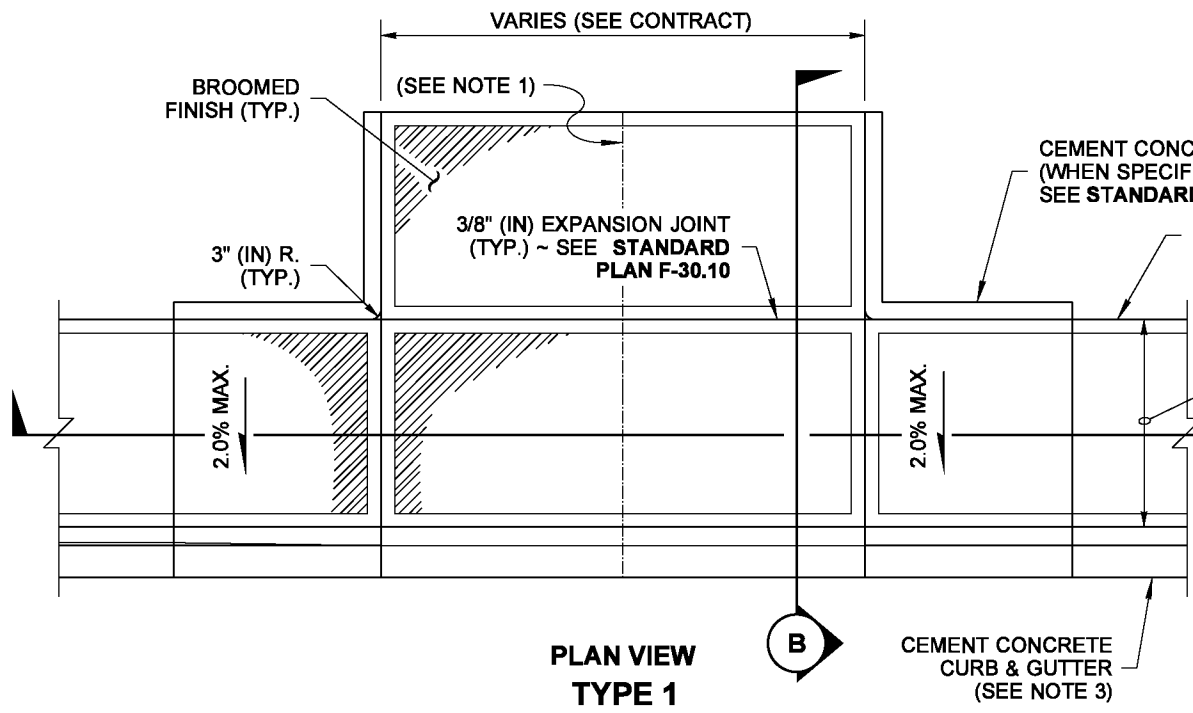 VARIES (SEE CONTRACT)
BROOMED
FINISH (TYP.)
(SEE NOTE 1)
CEMENT CONC
(WHEN SPECIF
SEE STANDARD
3/8" (IN) EXPANSION JOINT
(TYP.) ~ SEE STANDARD
PLAN F-30.10
3" (IN) R.
(TYP.)
2.0% MAX.
2.0% MAX.
B
PLAN VIEW
TYPE 1
CEMENT CONCRETE
CURB & GUTTER
(SEE NOTE 3)